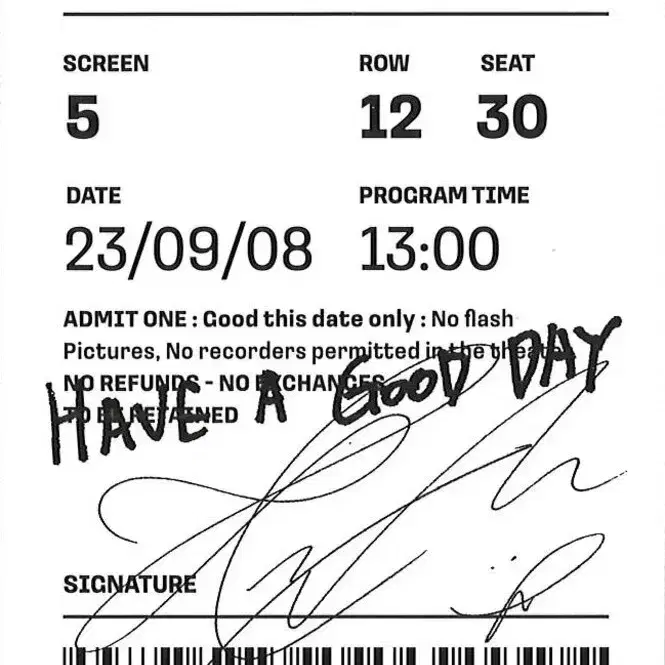 SCREEN ROW SEAT
5 12 30
DATE PROGRAM TIME
23/09/08 13:00
ADMIT ONE : Good this date only : No flash
Pictures, No recorders permitted in the theater
NO REFUNDS - NO EXCHANGES
TO BE RETAINED
HAVE A GOOD DAY
SIGNATURE